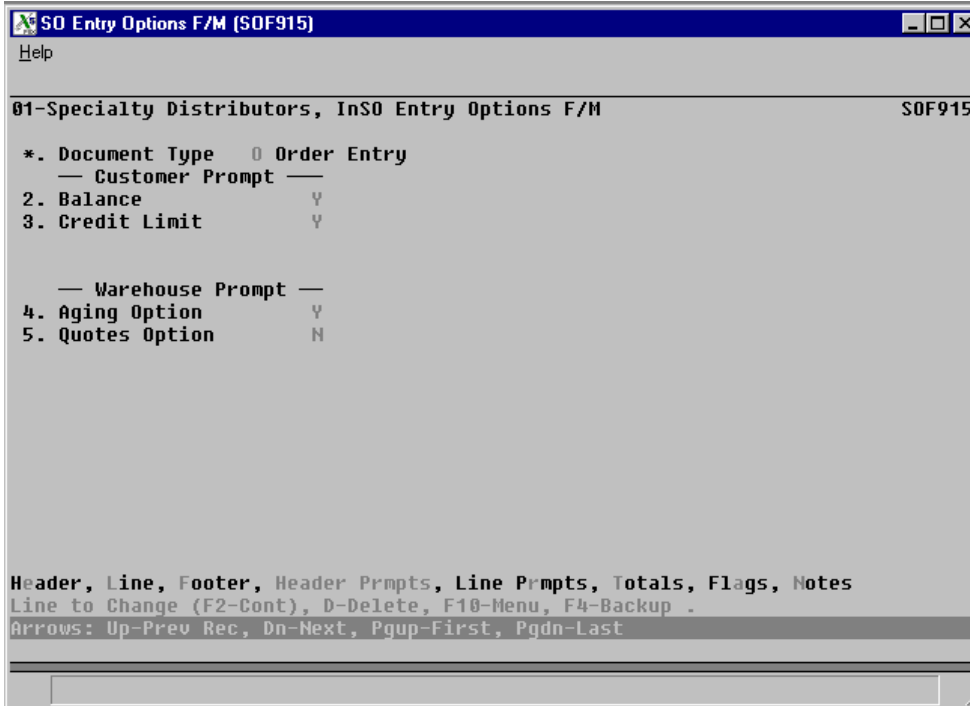 SO Entry Options F/M (SOF915)
Help
01-Specialty Distributors, InSO Entry Options F/M SOF915
*. Document Type O Order Entry
— Customer Prompt —
2. Balance Y
3. Credit Limit Y
— Warehouse Prompt —
4. Aging Option Y
5. Quotes Option N
Header, Line, Footer, Header Prmpts, Line Prmpts, Totals, Flags, Notes
Line to Change (F2-Cont), D-Delete, F10-Menu, F4-Backup .
Arrows: Up-Prev Rec, Dn-Next, Pgup-First, Pgdn-Last